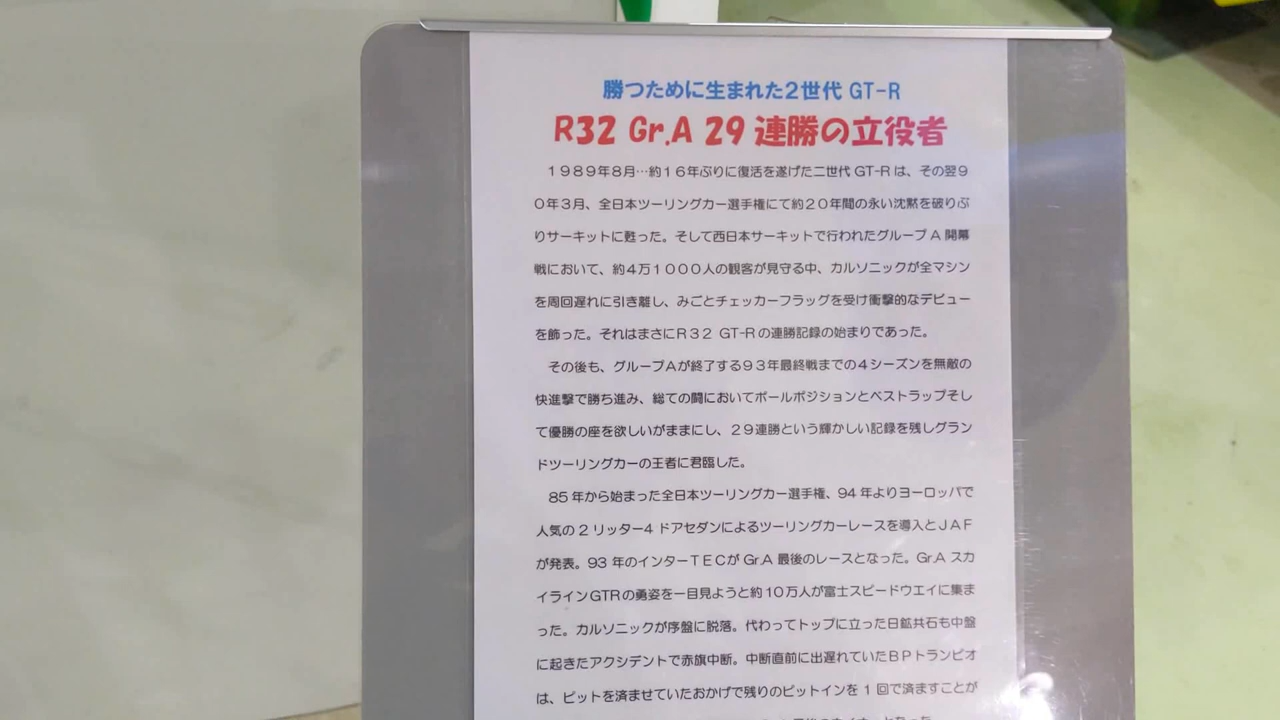 勝つために生まれた2世代 GT-R
R32 Gr.A 29 連勝の立役者
１９８９年８月…約１６年ぶりに復活を遂げた二世代 GT-R は、その翌９
０年３月、全日本ツーリングカー選手権にて約２０年間の永い沈黙を破りぶ
りサーキットに甦った。そして西日本サーキットで行われたグループ A 開幕
戦において、約４万１０００人の観客が見守る中、カルソニックが全マシン
を周回遅れに引き離し、みごとチェッカーフラッグを受け衝撃的なデビュー
を飾った。それはまさにＲ３２ GT-R の連勝記録の始まりであった。
その後も、グループＡが終了する９３年最終戦までの４シーズンを無敵の
快進撃で勝ち進み、総ての闘においてポールポジションとベストラップそし
て優勝の座を欲しいがままにし、２９連勝という輝かしい記録を残しグラン
ドツーリングカーの王者に君臨した。
85 年から始まった全日本ツーリングカー選手権、94 年よりヨーロッパで
人気の 2 リッター4 ドアセダンによるツーリングカーレースを導入とＪＡＦ
が発表。93 年のインターＴＥＣが Gr.A 最後のレースとなった。Gr.A スカ
イラインGTRの勇姿を一目見ようと約 10 万人が富士スピードウエイに集ま
った。カルソニックが序盤に脱落。代わってトップに立った日鉱共石も中盤
に起きたアクシデントで赤旗中断。中断直前に出遅れていたＢＰトランピオ
は、ピットを済ませていたおかげで残りのピットインを 1 回で済ますことが